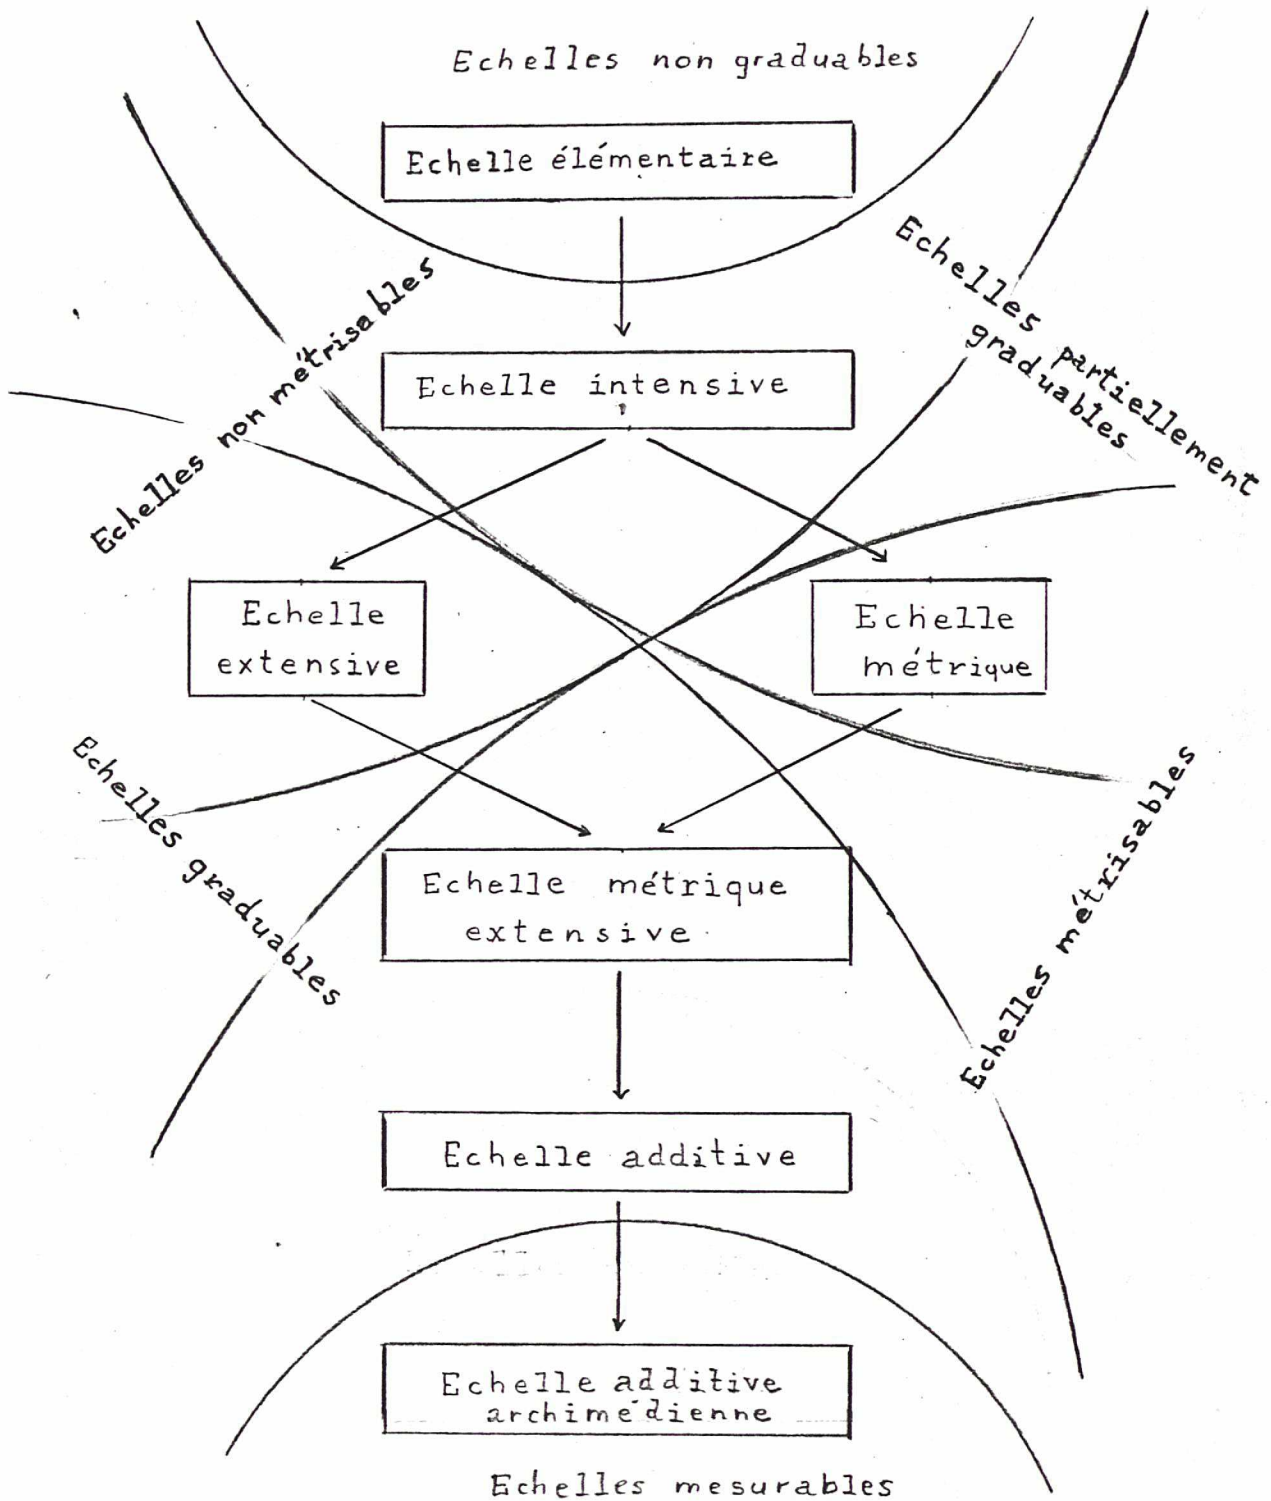 Echelles non graduables
Echelle élémentaire
Echelles non métrisables
Echelles partiellement
graduables
Echelle intensive
Echelle
extensive
Echelle
métrique
Echelles graduables
Echelles métrisables
Echelle métrique
extensive
Echelle additive
Echelle additive
archimédienne
Echelles mesurables